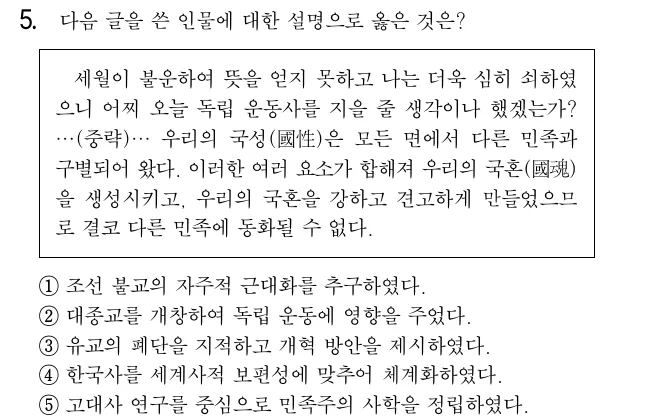 5. 다음 글을 쓴 인물에 대한 설명으로 옳은 것은?
세월이 불운하여 뜻을 얻지 못하고 나는 더욱 심히 쇠하였
으니 어찌 오늘 독립 운동사를 지을 줄 생각이나 했겠는가?
…(중략)… 우리의 국성(國性)은 모든 면에서 다른 민족과
구별되어 왔다. 이러한 여러 요소가 합해져 우리의 국혼(國魂)
을 생성시키고, 우리의 국혼을 강하고 견고하게 만들었으므
로 결코 다른 민족에 동화될 수 없다.
① 조선 불교의 자주적 근대화를 추구하였다.
② 대종교를 개창하여 독립 운동에 영향을 주었다.
③ 유교의 폐단을 지적하고 개혁 방안을 제시하였다.
④ 한국사를 세계사적 보편성에 맞추어 체계화하였다.
⑤ 고대사 연구를 중심으로 민족주의 사학을 정립하였다.